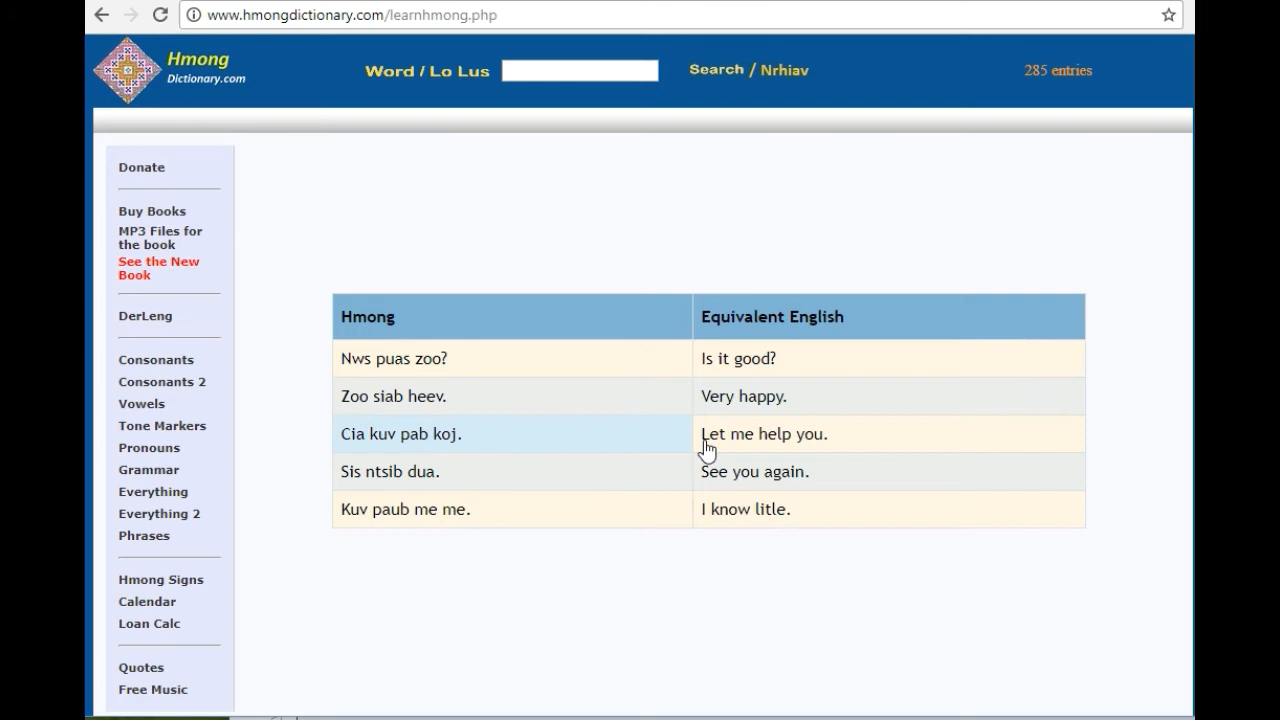 www.hmongdictionary.com/learnhmong.php
Hmong
Dictionary.com
Word / Lo Lus
Search / Nrhiav
285 entries
Donate
Buy Books
MP3 Files for
the book
See the New
Book
DerLeng
Consonants
Consonants 2
Vowels
Tone Markers
Pronouns
Grammar
Everything
Everything 2
Phrases
Hmong Signs
Calendar
Loan Calc
Quotes
Free Music
Hmong Equivalent English
Nws puas zoo? Is it good?
Zoo siab heev. Very happy.
Cia kuv pab koj. Let me help you.
Sis ntsib dua. See you again.
Kuv paub me me. I know litle.